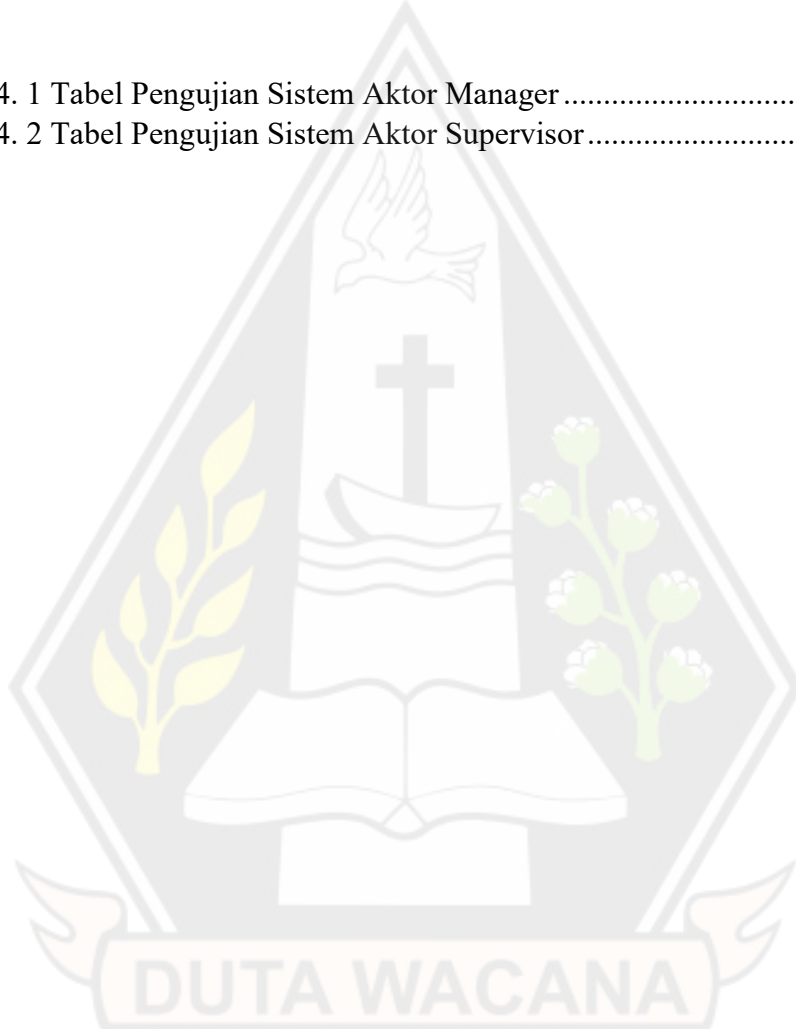 4. 1 Tabel Pengujian Sistem Aktor Manager.............................
4. 2 Tabel Pengujian Sistem Aktor Supervisor..........................
DUTA WACANA